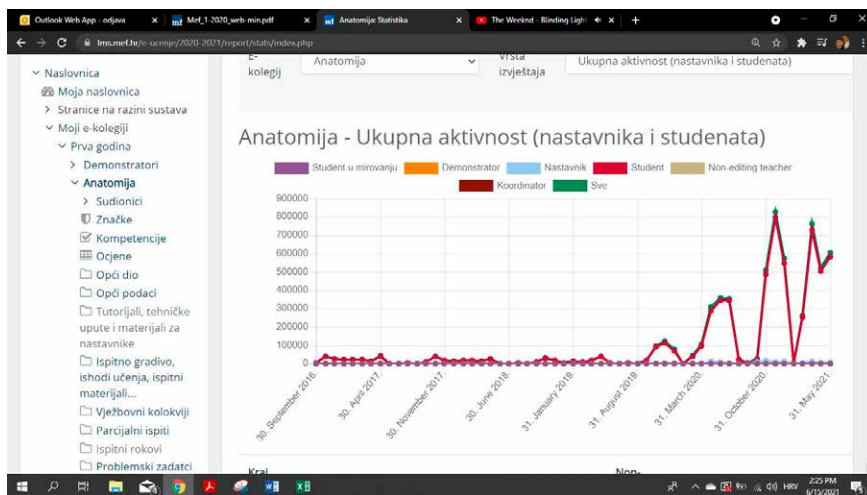 Outlook Web App - odjava
Mef_1-2020_web-min.pdf
Anatomija: Statistika
The Weeknd - Blinding Light
lms.mef.hr/e-ucenje/2020-2021/report/stats/index.php
E-kolegij
Anatomija
Vrsta izvještaja
Ukupna aktivnost (nastavnika i studenata)
Naslovnica
Moja naslovnica
Stranice na razini sustava
Moji e-kolegiji
Prva godina
Demonstratori
Anatomija
Sudionici
Značke
Kompetencije
Ocjene
Opći dio
Opći podaci
Tutorijali, tehničke
upute i materijali za
nastavnike
Ispitno gradivo,
ishodi učenja, ispitni
materijali...
Vježbovni kolokviji
Parcijalni ispiti
Ispitni rokovi
Problemski zadatci
Anatomija - Ukupna aktivnost (nastavnika i studenata)
Student u mirovanju
Demonstrator
Nastavnik
Student
Non-editing teacher
Koordinator
Sve
900000
800000
700000
600000
500000
400000
300000
200000
100000
0
30. September 2016.
30. April 2017.
30. November 2017.
30. June 2018.
31. January 2019.
31. August 2019.
31. March 2020.
31. October 2020.
31. May 2021.
Kraj
Non-
HRV
2:25 PM
6/15/2021